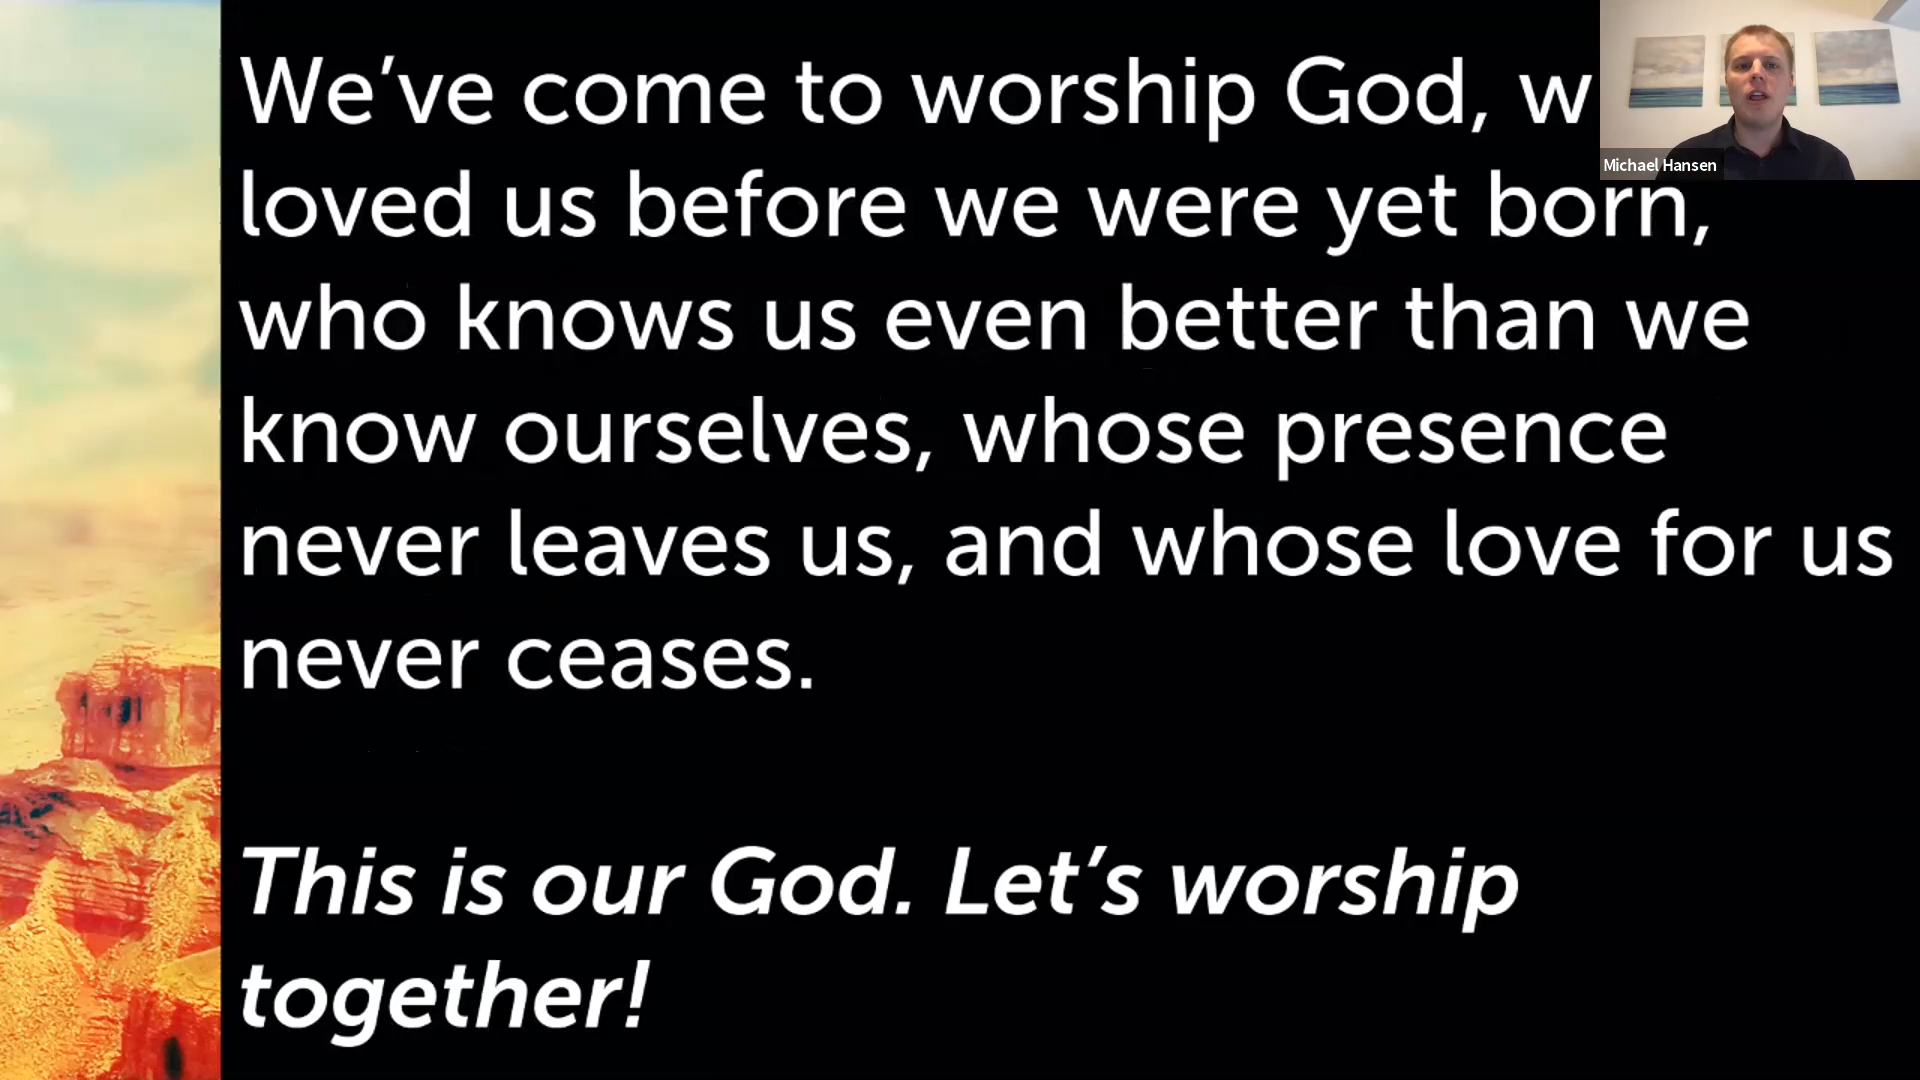 We’ve come to worship God, w
loved us before we were yet born,
who knows us even better than we
know ourselves, whose presence
never leaves us, and whose love for us
never ceases.
This is our God. Let’s worship
together!
Michael Hansen